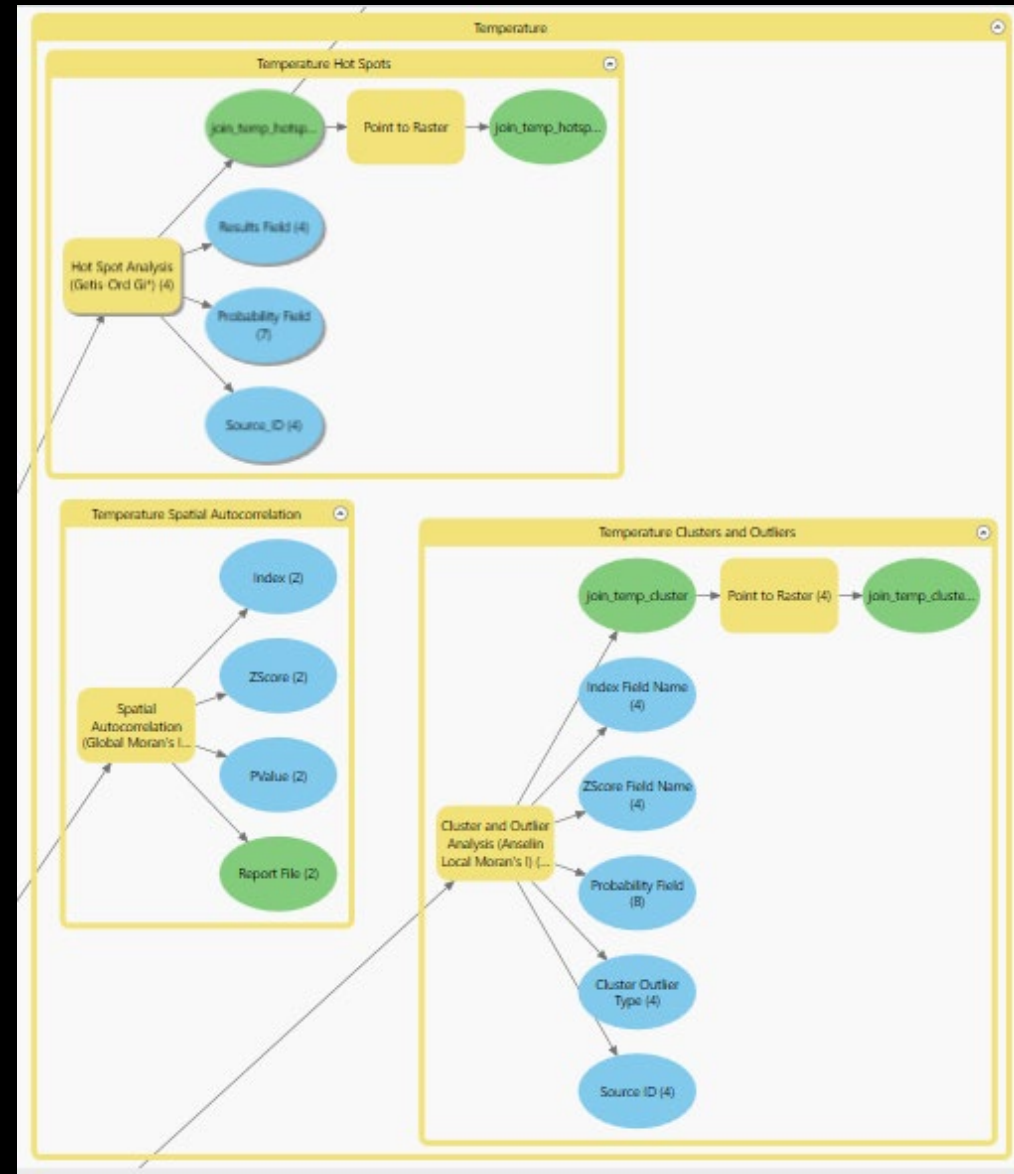 Temperature
Temperature Hot Spots
join_temp_hotsp...
Point to Raster
join_temp_hotsp...
Results Field (4)
Hot Spot Analysis
(Getis-Ord Gi*) (4)
Probability Field
(7)
Source_ID (4)
Temperature Spatial Autocorrelation
Index (2)
ZScore (2)
Spatial
Autocorrelation
(Global Moran's I...
PValue (2)
Report File (2)
Temperature Clusters and Outliers
join_temp_cluster
Point to Raster (4)
join_temp_cluste...
Index Field Name
(4)
ZScore Field Name
(4)
Cluster and Outlier
Analysis (Anselin
Local Moran's I) (...
Probability Field
(8)
Cluster Outlier
Type (4)
Source ID (4)